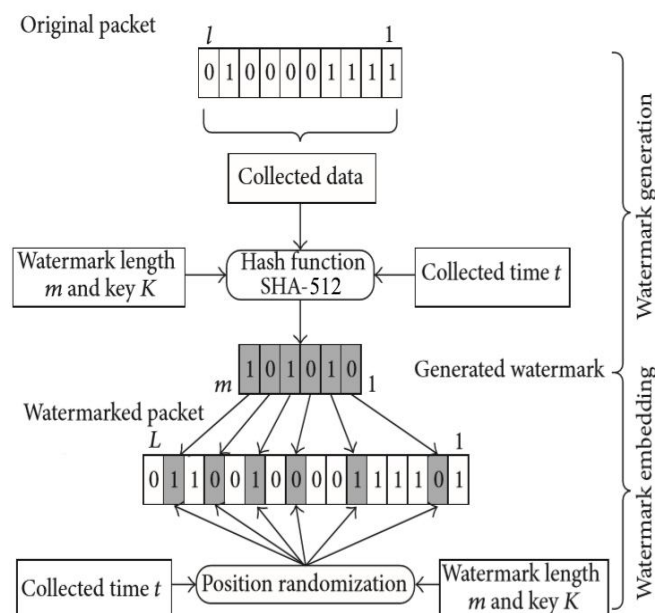 Original packet
l 1
0 1 0 0 0 0 1 1 1 1
Collected data
Watermark length
m and key K
Hash function
SHA-512
Collected time t
Watermark generation
1 0 1 0 1 0
m 1
Generated watermark
Watermarked packet
L 1
0 1 1 0 0 1 0 0 0 0 1 1 1 1 0 1
Collected time t
Position randomization
Watermark length
m and key K
Watermark embedding